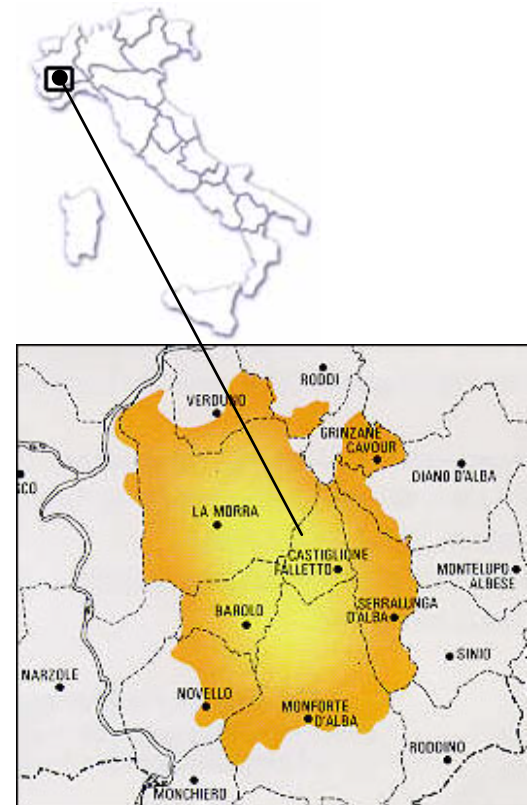 RODDI
VERDUNO
GRINZANE
CAVOUR
DIANO D'ALBA
SCO
LA MORRA
CASTIGLIONE
FALLETTO
MONTELUPO
ALBESE
BAROLO
SERRALUNGA
D'ALBA
SINIO
NARZOLE
NOVELLO
MONFORTE
D'ALBA
RODDINO
MONCHIERO